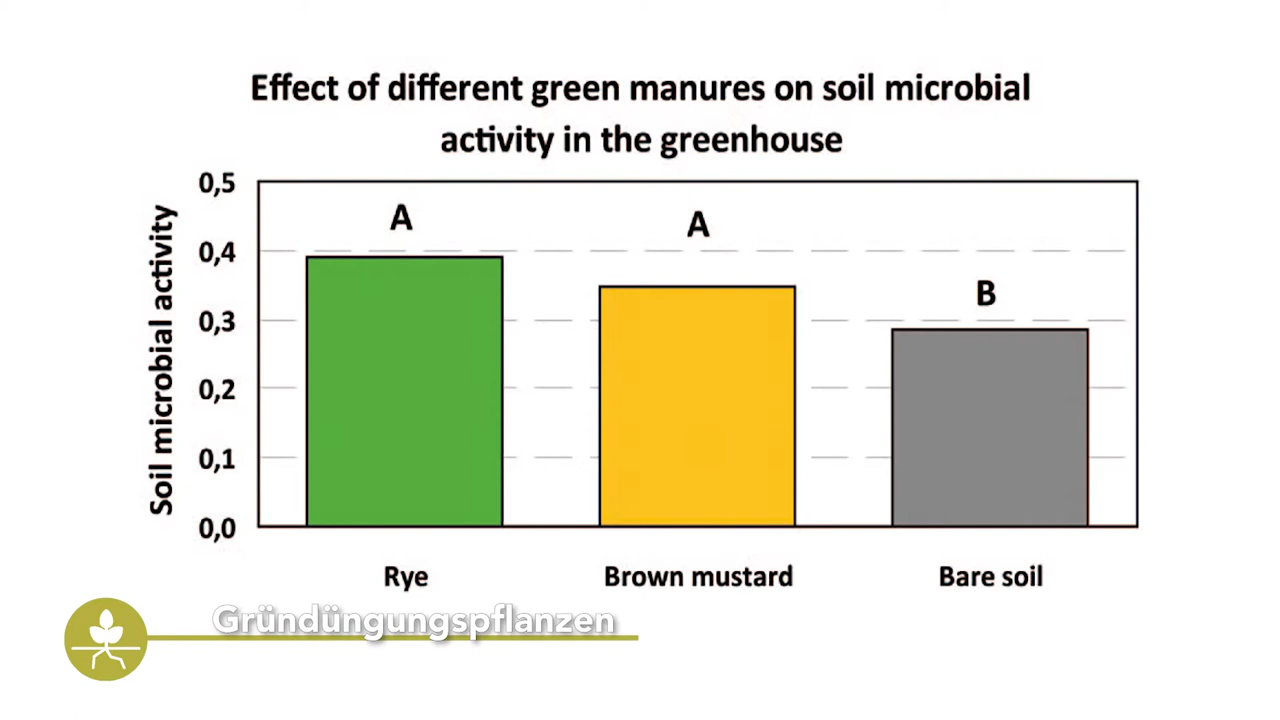 Effect of different green manures on soil microbial
activity in the greenhouse
Soil microbial activity
0,5
0,4
0,3
0,2
0,1
0,0
A
A
B
Rye
Brown mustard
Bare soil
Gründüngungspflanzen